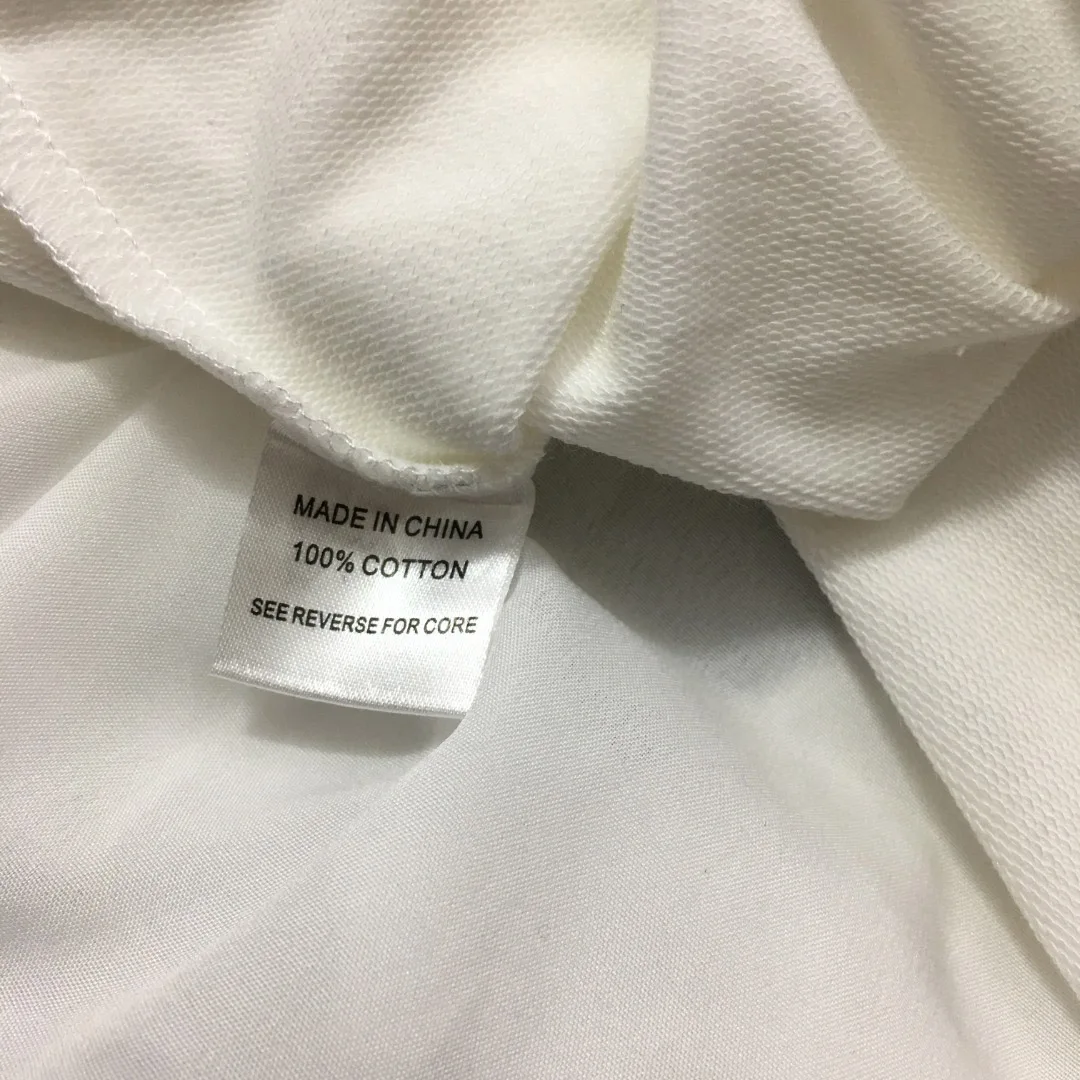 MADE IN CHINA
100% COTTON
SEE REVERSE FOR CORE